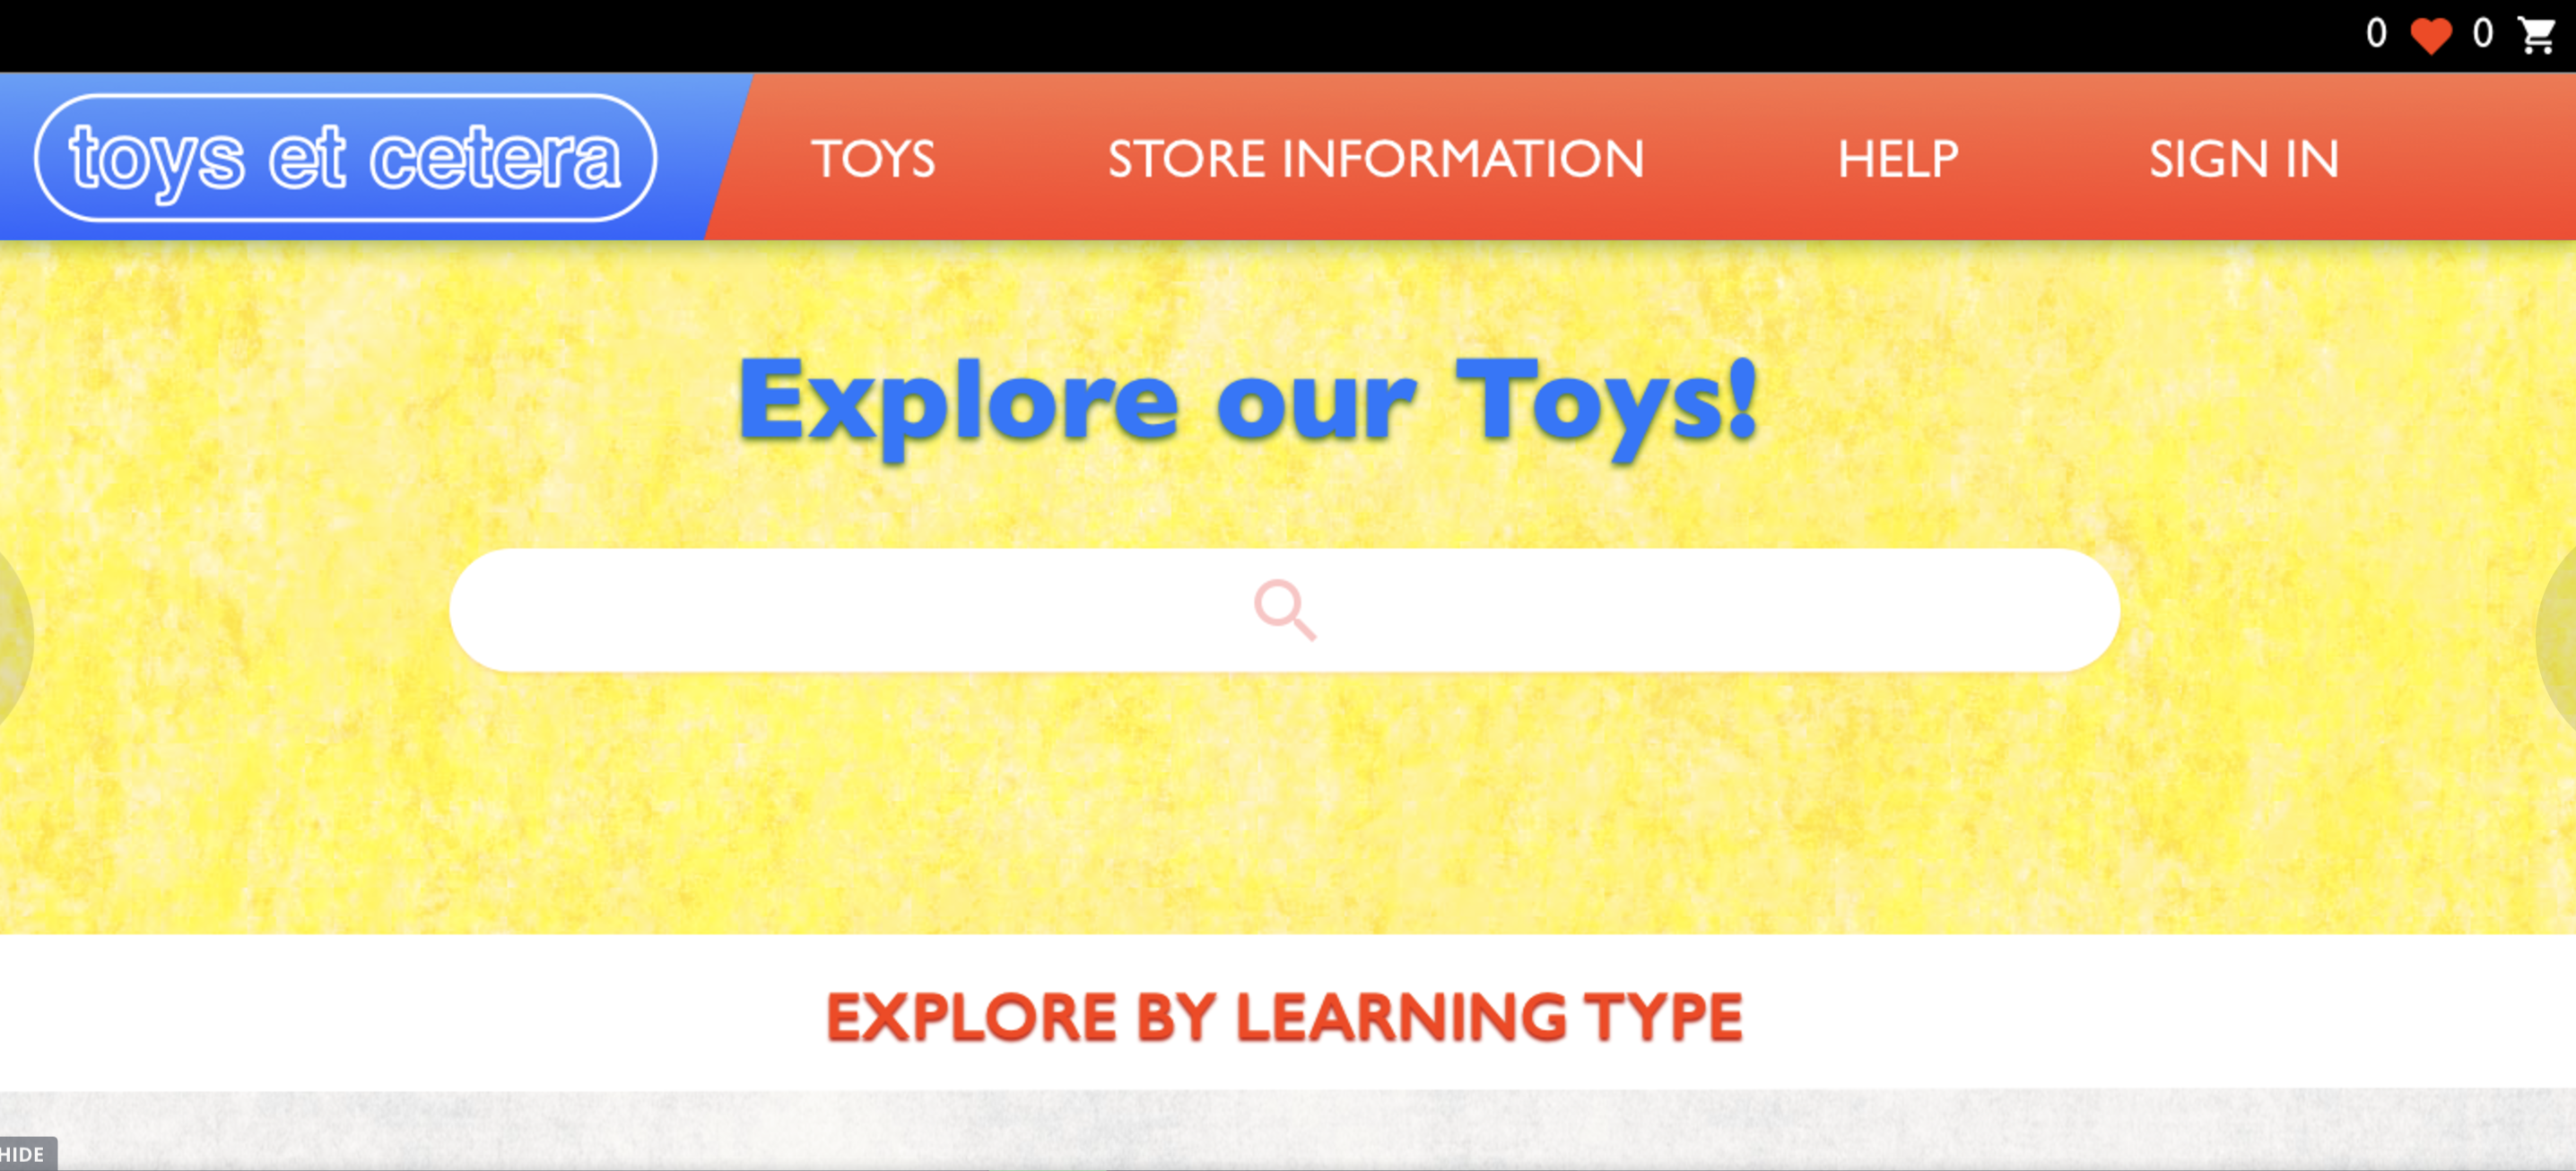 0 0
toys et cetera TOYS STORE INFORMATION HELP SIGN IN
Explore our Toys!
EXPLORE BY LEARNING TYPE
HIDE